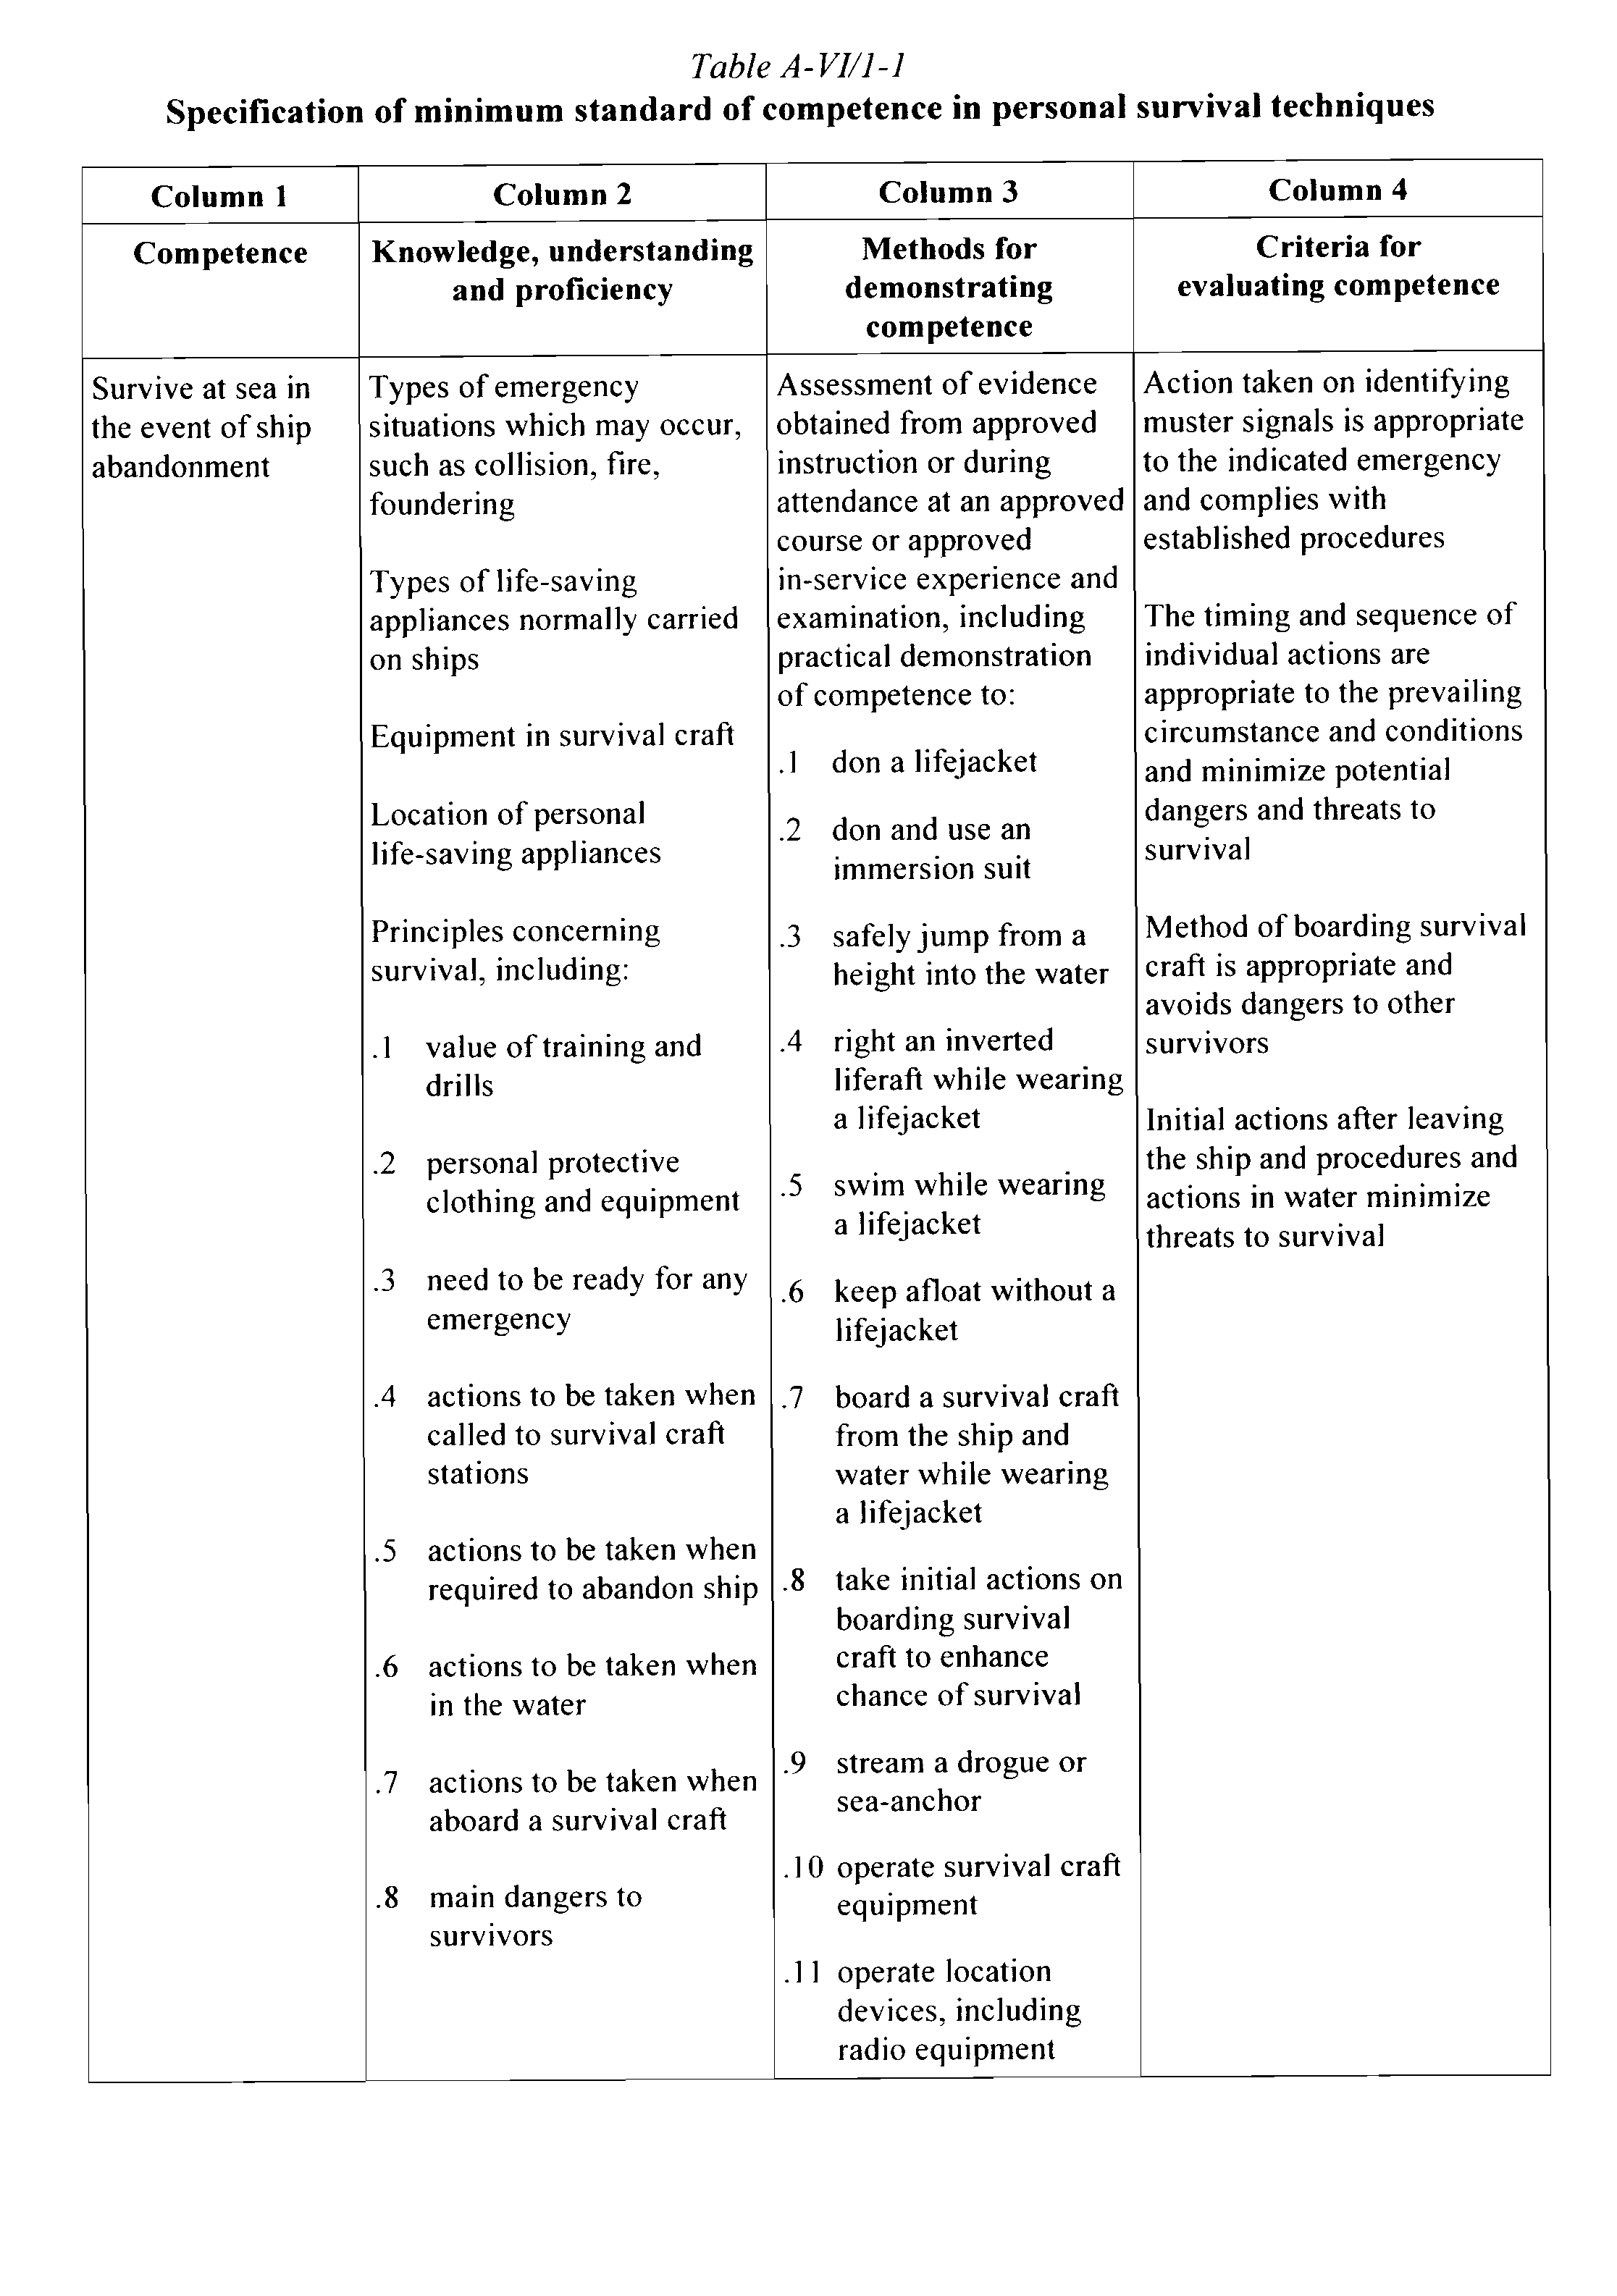 Table A-VI/1-1
Specification of minimum standard of competence in personal survival techniques
Column 1
Column 2
Column 3
Column 4
Competence
Knowledge, understanding
and proficiency
Methods for
demonstrating
competence
Criteria for
evaluating competence
Survive at sea in
the event of ship
abandonment
Types of emergency
situations which may occur,
such as collision, fire,
foundering
Types of life-saving
appliances normally carried
on ships
Equipment in survival craft
Location of personal
life-saving appliances
Principles concerning
survival, including:
.1 value of training and
drills
.2 personal protective
clothing and equipment
.3 need to be ready for any
emergency
.4 actions to be taken when
called to survival craft
stations
.5 actions to be taken when
required to abandon ship
.6 actions to be taken when
in the water
.7 actions to be taken when
aboard a survival craft
.8 main dangers to
survivors
Assessment of evidence
obtained from approved
instruction or during
attendance at an approved
course or approved
in-service experience and
examination, including
practical demonstration
of competence to:
.1 don a lifejacket
.2 don and use an
immersion suit
.3 safely jump from a
height into the water
.4 right an inverted
liferaft while wearing
a lifejacket
.5 swim while wearing
a lifejacket
.6 keep afloat without a
lifejacket
.7 board a survival craft
from the ship and
water while wearing
a lifejacket
.8 take initial actions on
boarding survival
craft to enhance
chance of survival
.9 stream a drogue or
sea-anchor
.10 operate survival craft
equipment
.11 operate location
devices, including
radio equipment
Action taken on identifying
muster signals is appropriate
to the indicated emergency
and complies with
established procedures
The timing and sequence of
individual actions are
appropriate to the prevailing
circumstance and conditions
and minimize potential
dangers and threats to
survival
Method of boarding survival
craft is appropriate and
avoids dangers to other
survivors
Initial actions after leaving
the ship and procedures and
actions in water minimize
threats to survival